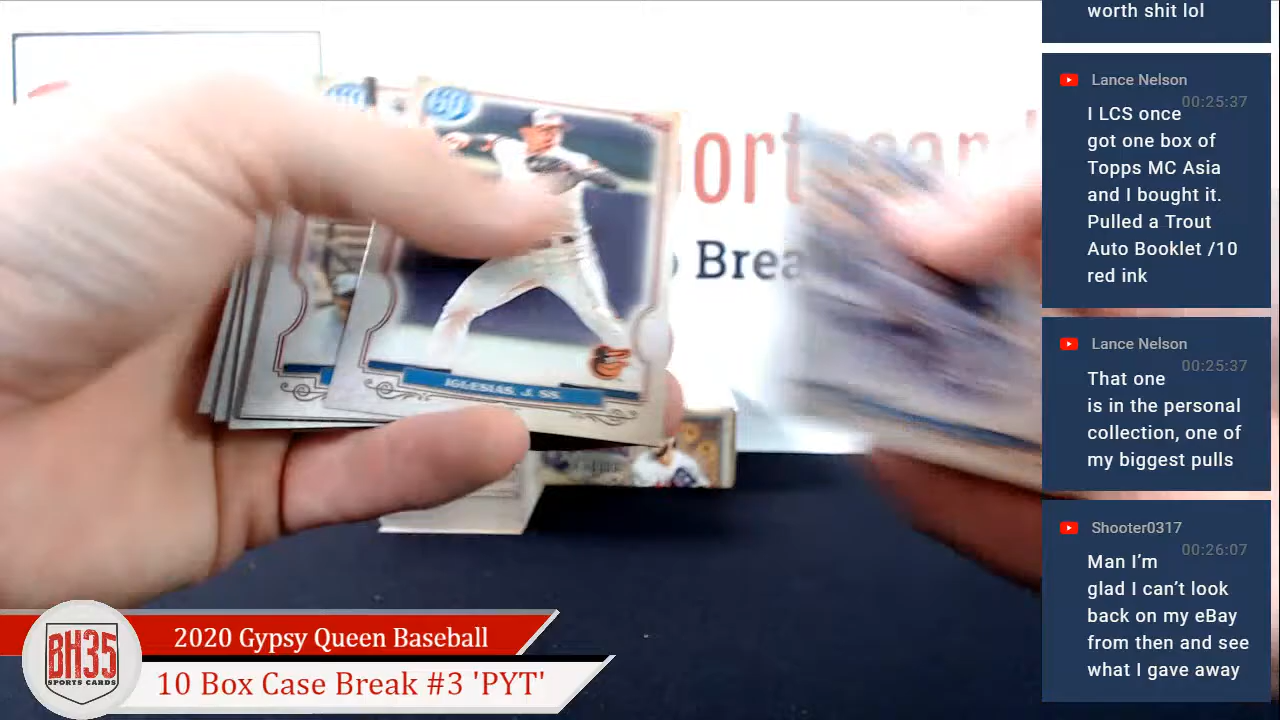 worth shit lol
Lance Nelson
00:25:37
I LCS once
got one box of
Topps MC Asia
and I bought it.
Pulled a Trout
Auto Booklet /10
red ink
Lance Nelson
00:25:37
That one
is in the personal
collection, one of
my biggest pulls
Shooter0317
00:26:07
Man I'm
glad I can't look
back on my eBay
from then and see
what I gave away
GQ
IGLESIAS, J. SS
BH35
SPORTS CARDS
2020 Gypsy Queen Baseball
10 Box Case Break #3 'PYT'